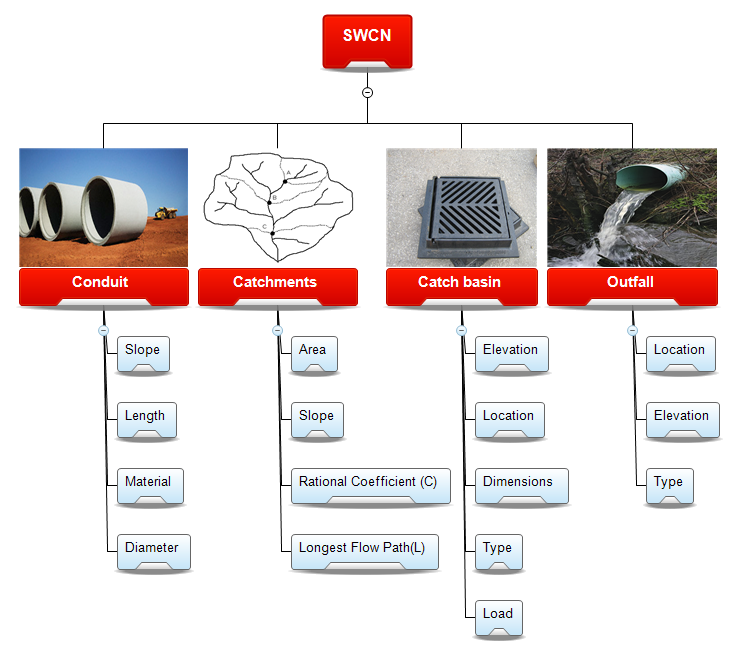 SWCN
A
B
C
Conduit
Catchments
Catch basin
Outfall
Slope
Area
Elevation
Location
Length
Slope
Location
Elevation
Material
Rational Coefficient (C)
Dimensions
Type
Diameter
Longest Flow Path(L)
Type
Load